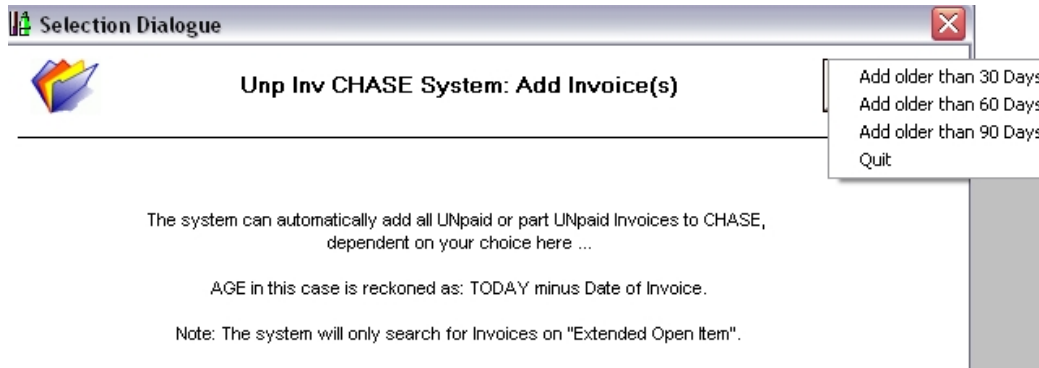 Selection Dialogue
Unp Inv CHASE System: Add Invoice(s)
Add older than 30 Days
Add older than 60 Days
Add older than 90 Days
Quit
The system can automatically add all UNpaid or part UNpaid Invoices to CHASE,
dependent on your choice here ...
AGE in this case is reckoned as: TODAY minus Date of Invoice.
Note: The system will only search for Invoices on "Extended Open Item".